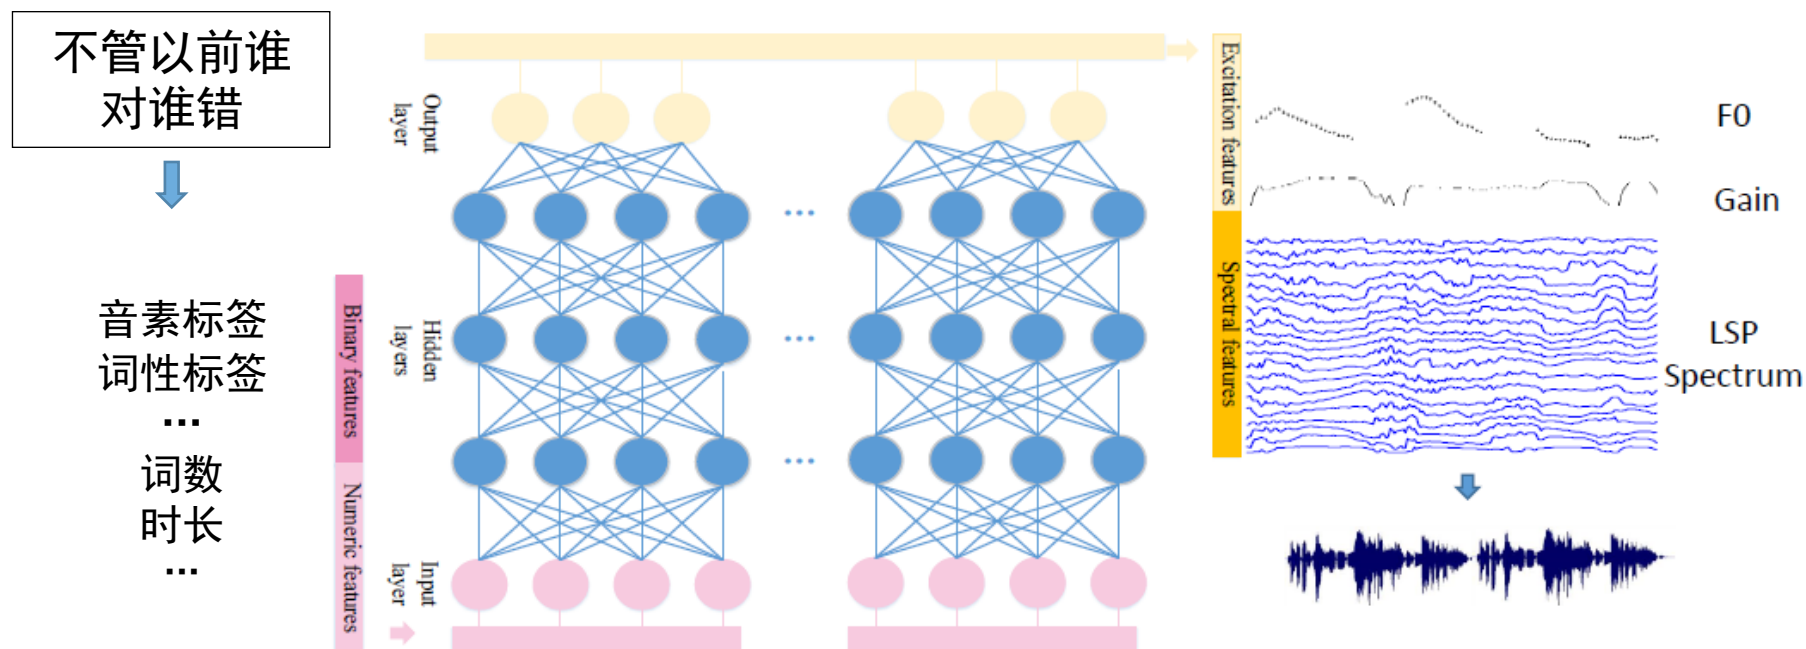 不管以前谁
对谁错
音素标签
词性标签
...
词数
时长
...
Binary features
Numeric features
Output
layer
Hidden
layers
Input
layer
...
...
...
Excitation features
Spectral features
F0
Gain
LSP
Spectrum